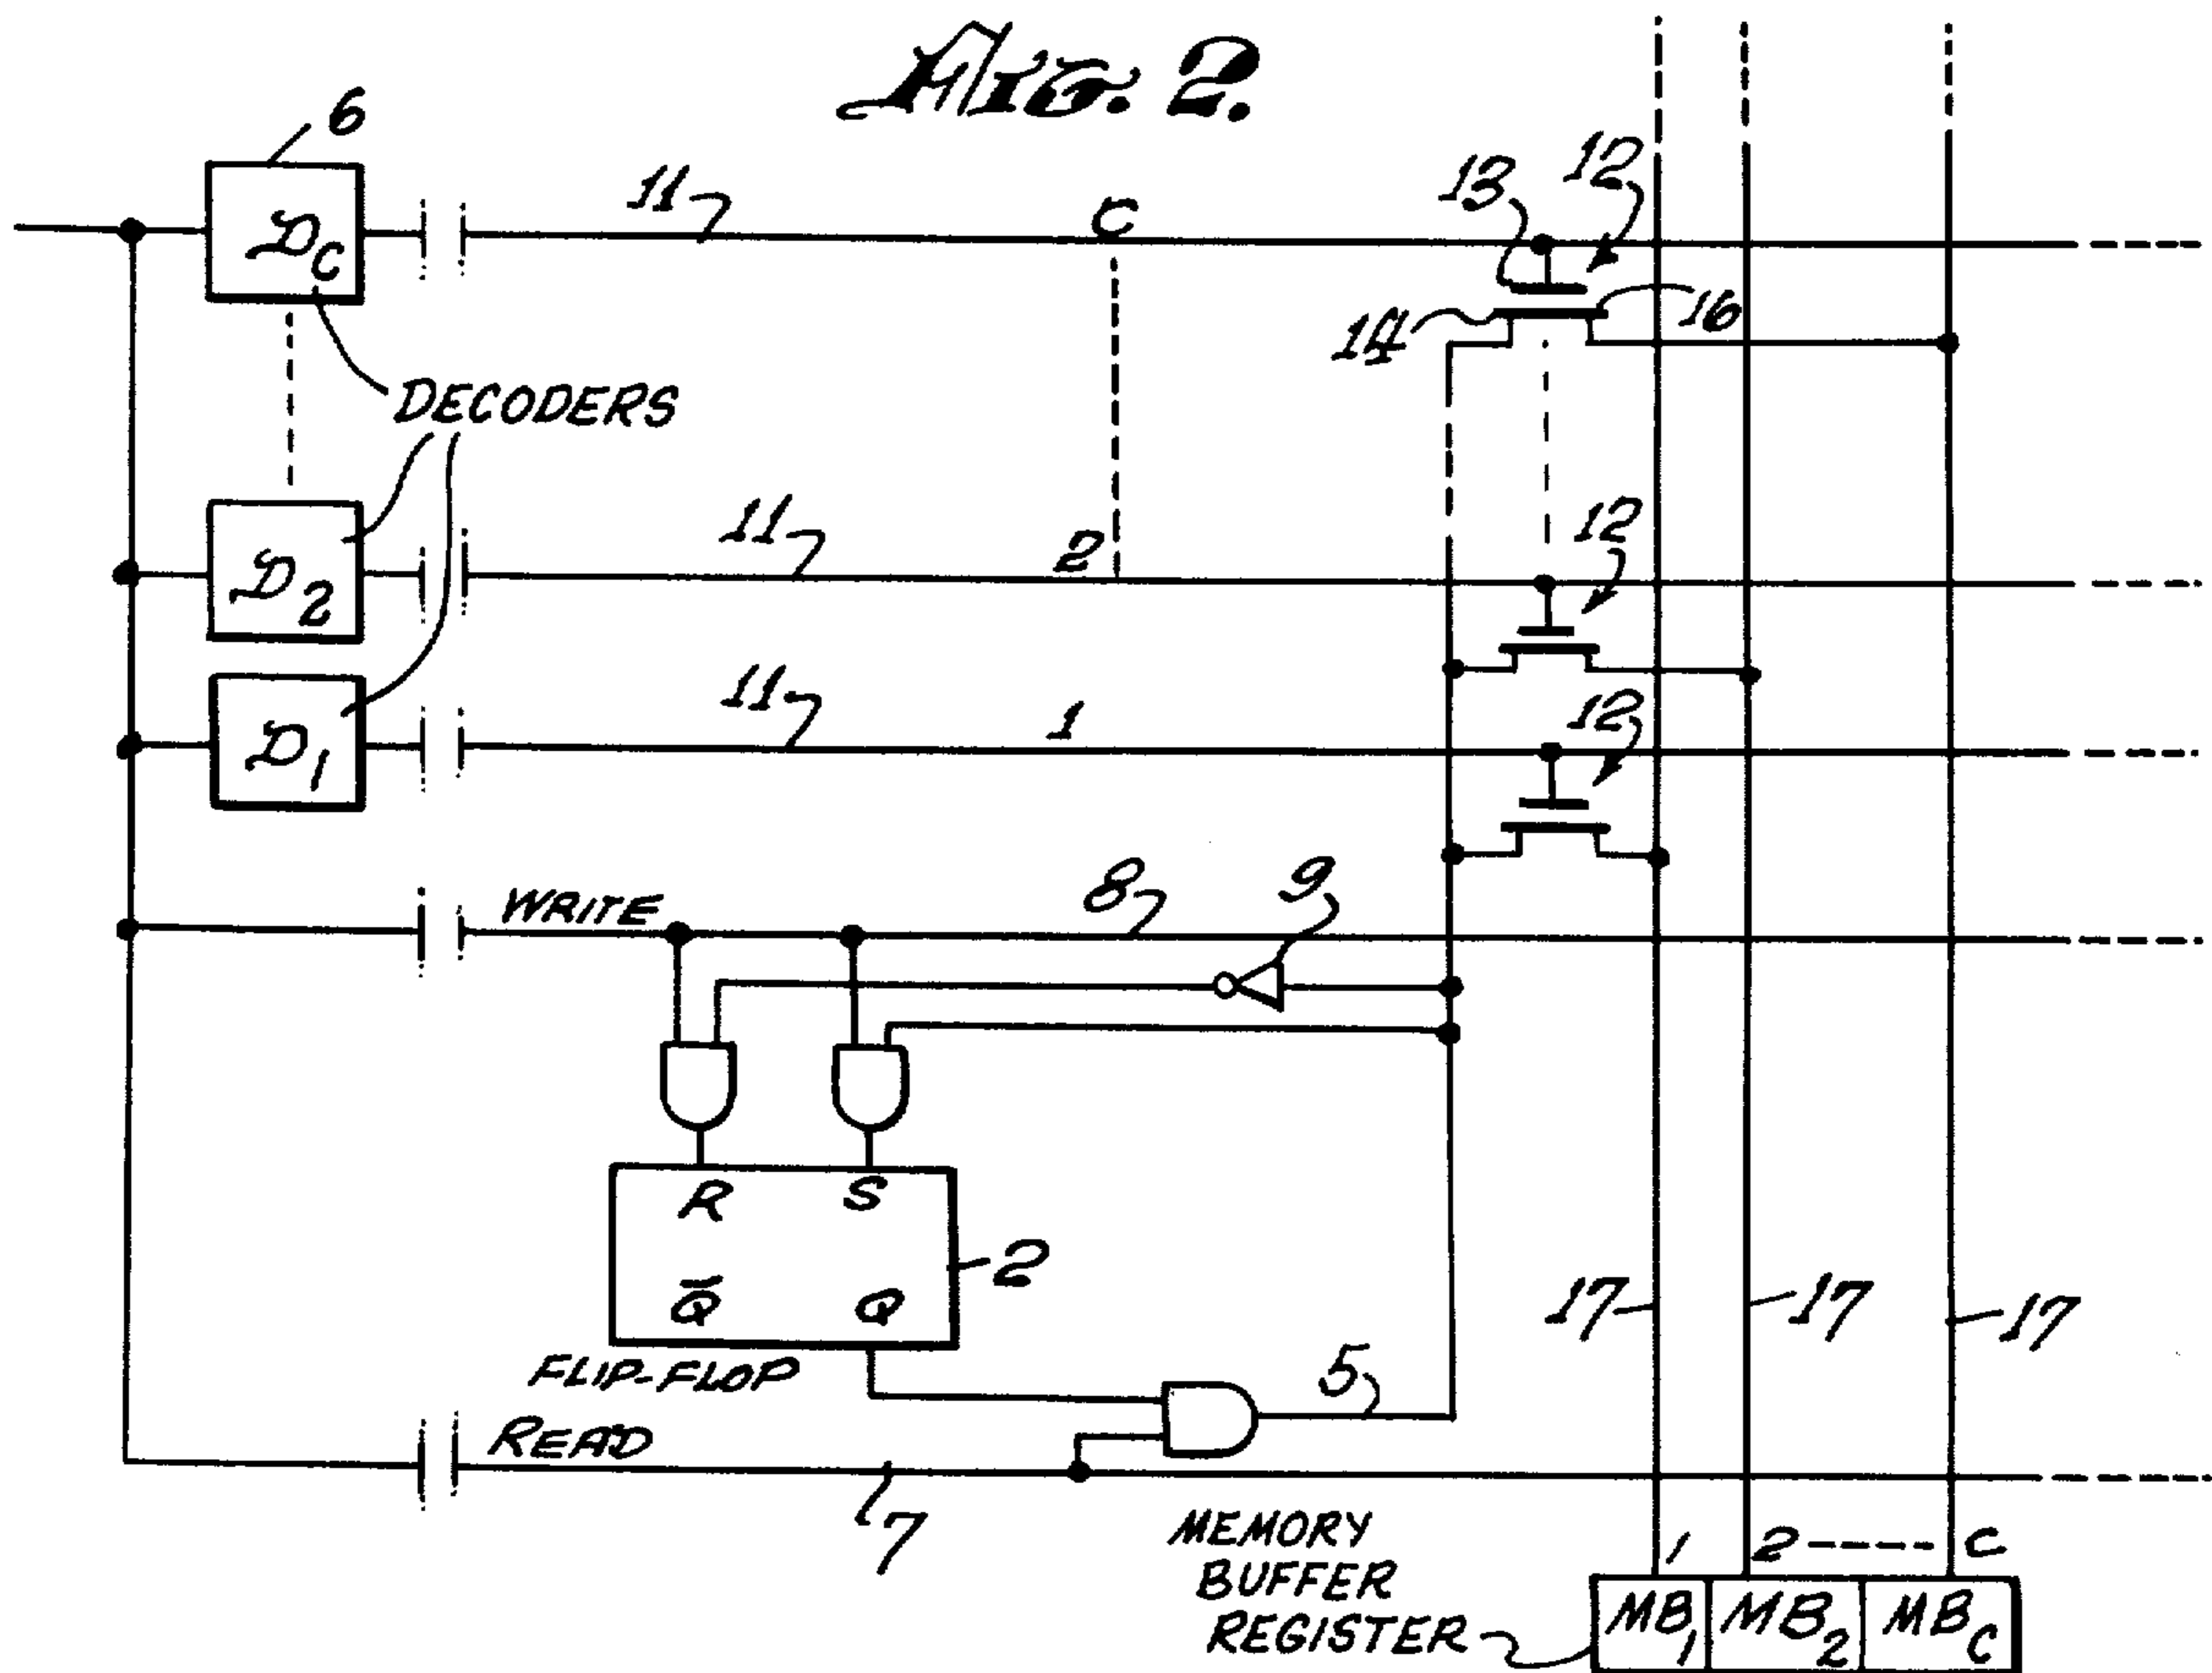 Fig. 2.
6
D_C
11
C
13
12
14
16
DECODERS
D_2
11
2
12
D_1
11
1
12
WRITE
8
9
R S
Q̄ Q
2
FLIP-FLOP
17
17
17
5
READ
7
MEMORY
BUFFER
REGISTER
1 2 ----- C
MB_1 MB_2 MB_C